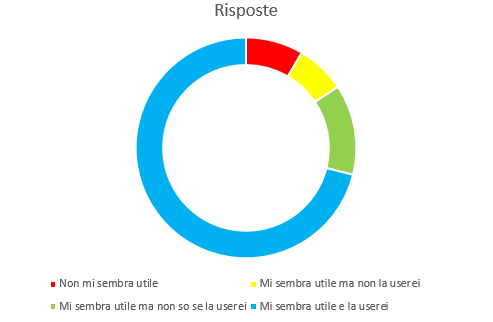 Risposte
Non mi sembra utile
Mi sembra utile ma non la userei
Mi sembra utile ma non so se la userei
Mi sembra utile e la userei